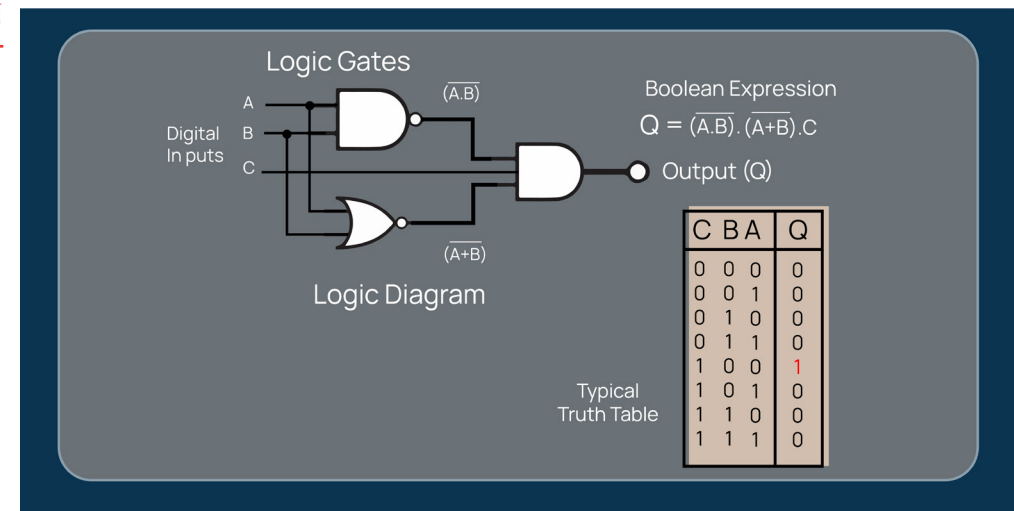 Logic Gates
(A̅.̅B̅)
A
Digital
In puts
B
C
(A̅+̅B̅)
Logic Diagram
Boolean Expression
Q = (A̅.̅B̅). (A̅+̅B̅).C
Output (Q)
C B A Q
0 0 0 0
0 0 1 0
0 1 0 0
0 1 1 0
1 0 0 1
1 0 1 0
1 1 0 0
1 1 1 0
Typical
Truth Table